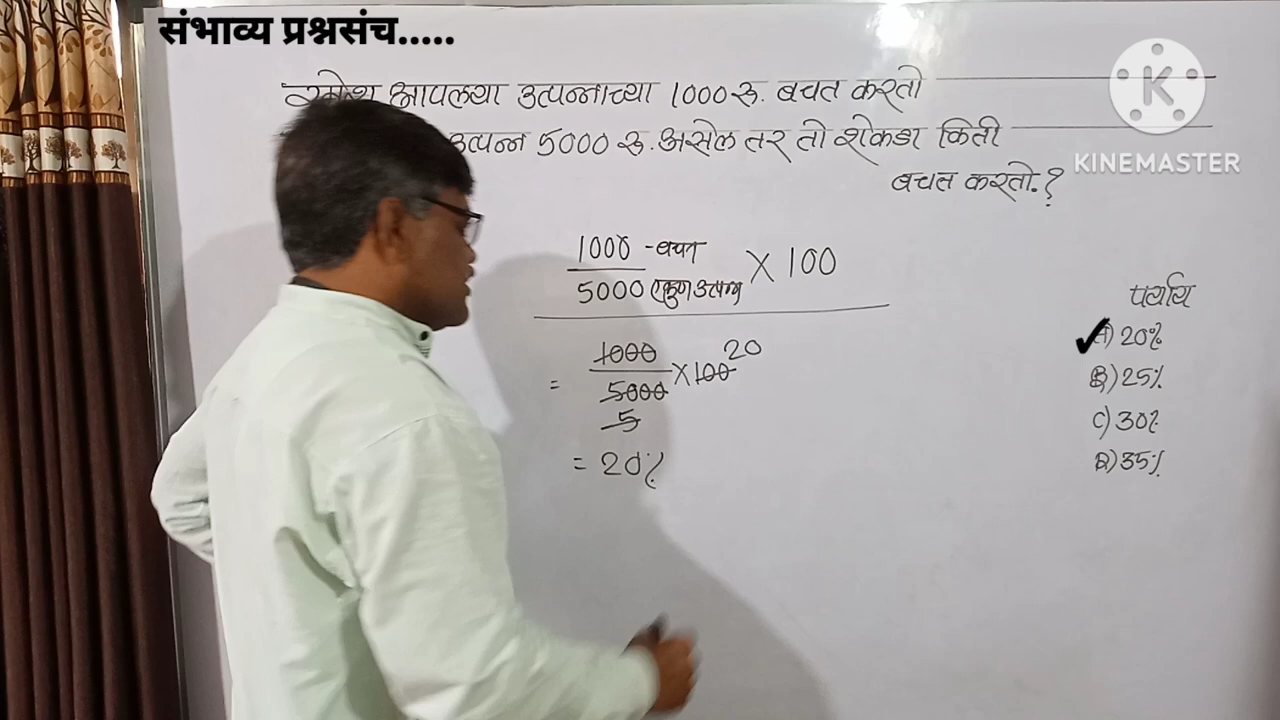 संभाव्य प्रश्नसंच.....
आपल्या उत्पन्नाच्या 1000 रु. बचत करतो
उत्पन्न 5000 रु. असेल तर तो शेकडा किती
बचत करतो.?
1000 - बचत
5000 एकुण उत्पन्न × 100
= 1000
5000 × 100 20
5
= 20%
पर्याय
A) 20%
B) 25%
C) 30%
D) 35%
K
KINEMASTER